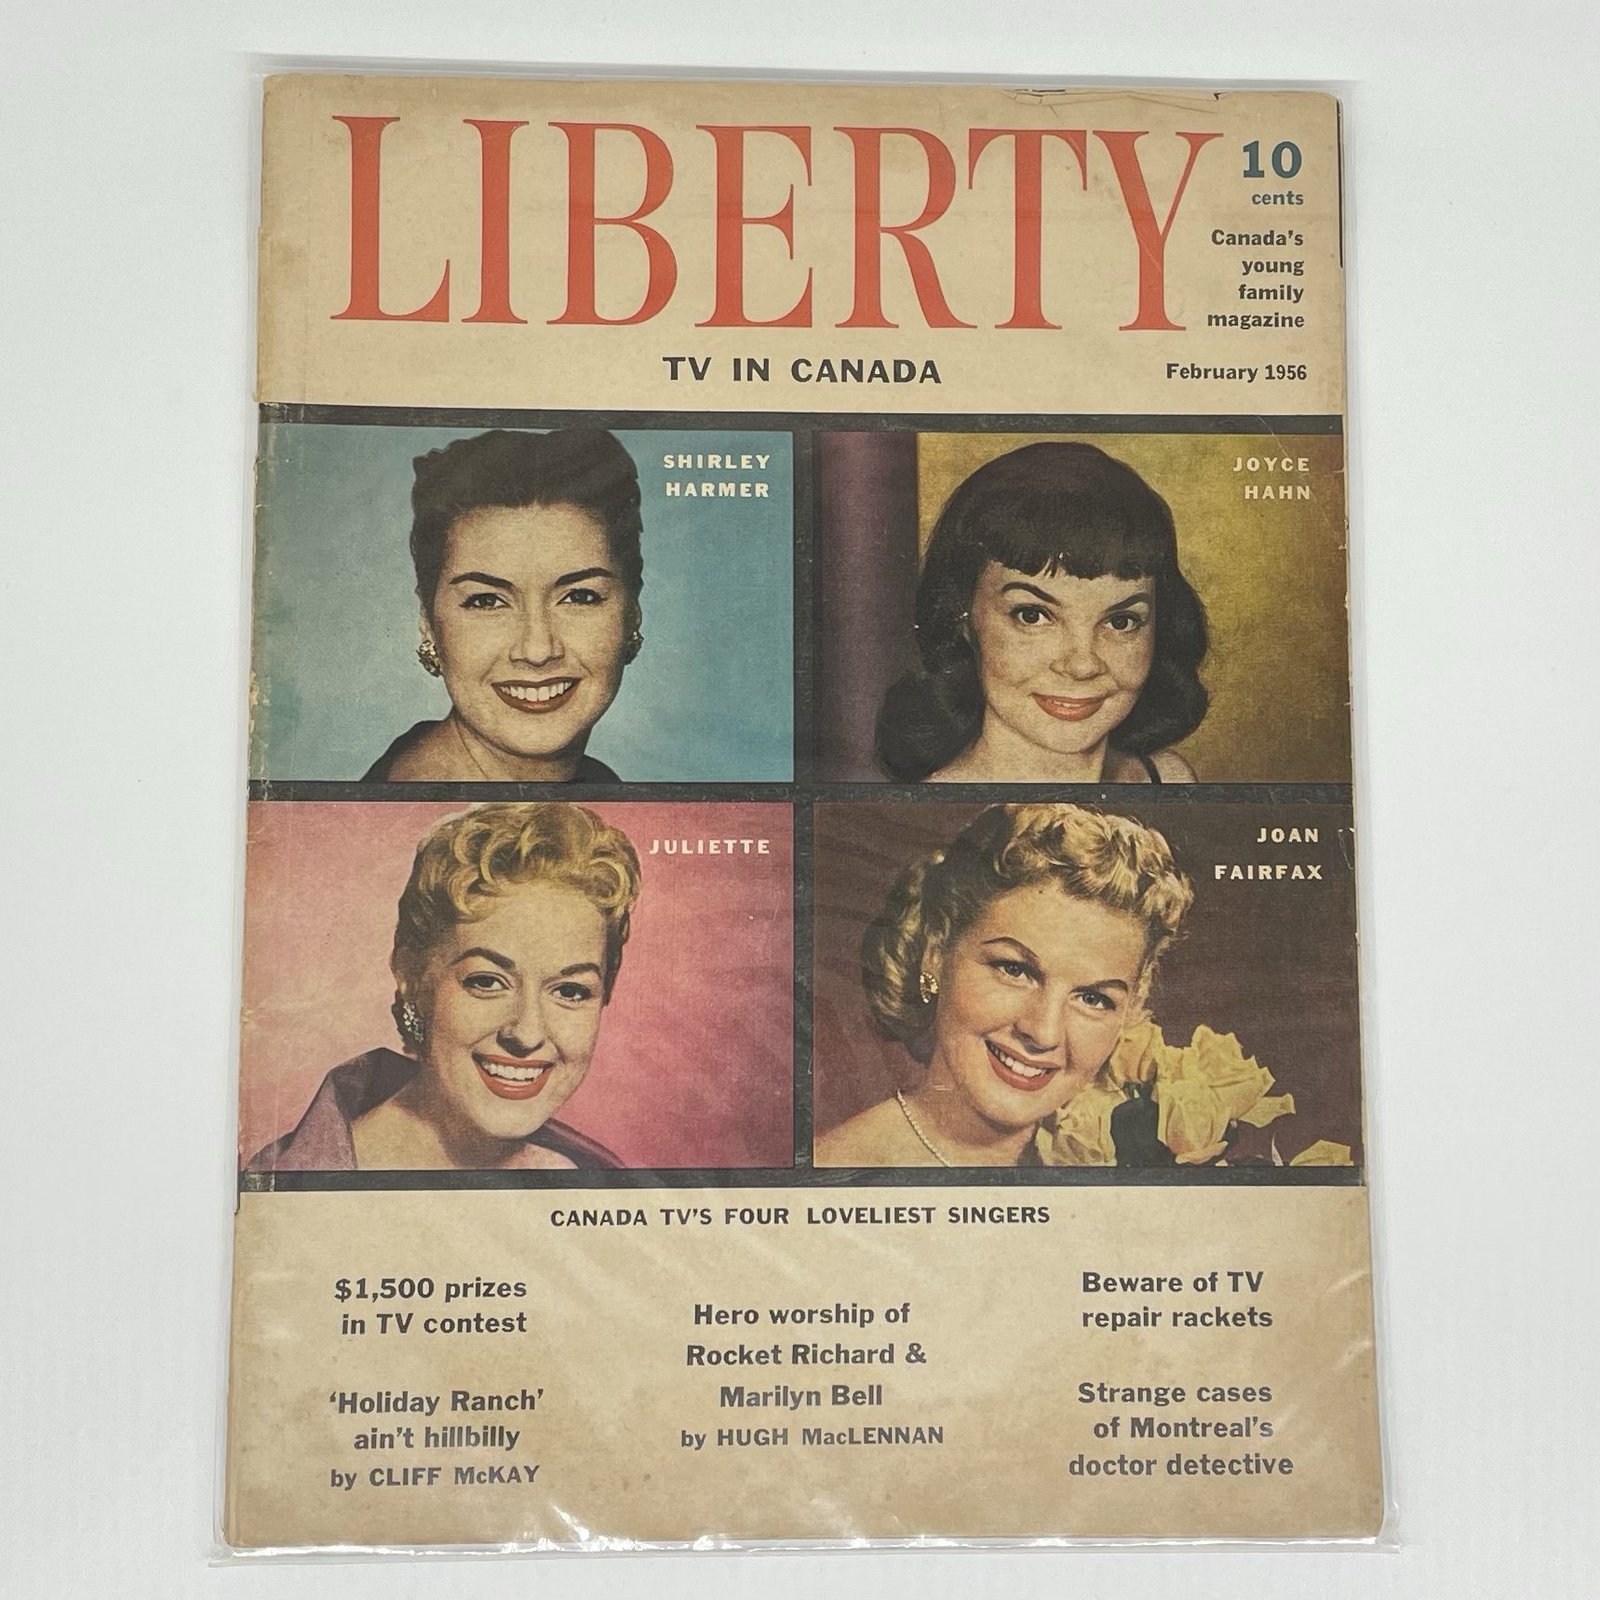 LIBERTY
10
cents
Canada's
young
family
magazine
TV IN CANADA
February 1956
SHIRLEY
HARMER
JOYCE
HAHN
JULIETTE
JOAN
FAIRFAX
CANADA TV'S FOUR LOVELIEST SINGERS
$1,500 prizes
in TV contest
'Holiday Ranch'
ain't hillbilly
by CLIFF McKAY
Hero worship of
Rocket Richard &
Marilyn Bell
by HUGH MacLENNAN
Beware of TV
repair rackets
Strange cases
of Montreal's
doctor detective